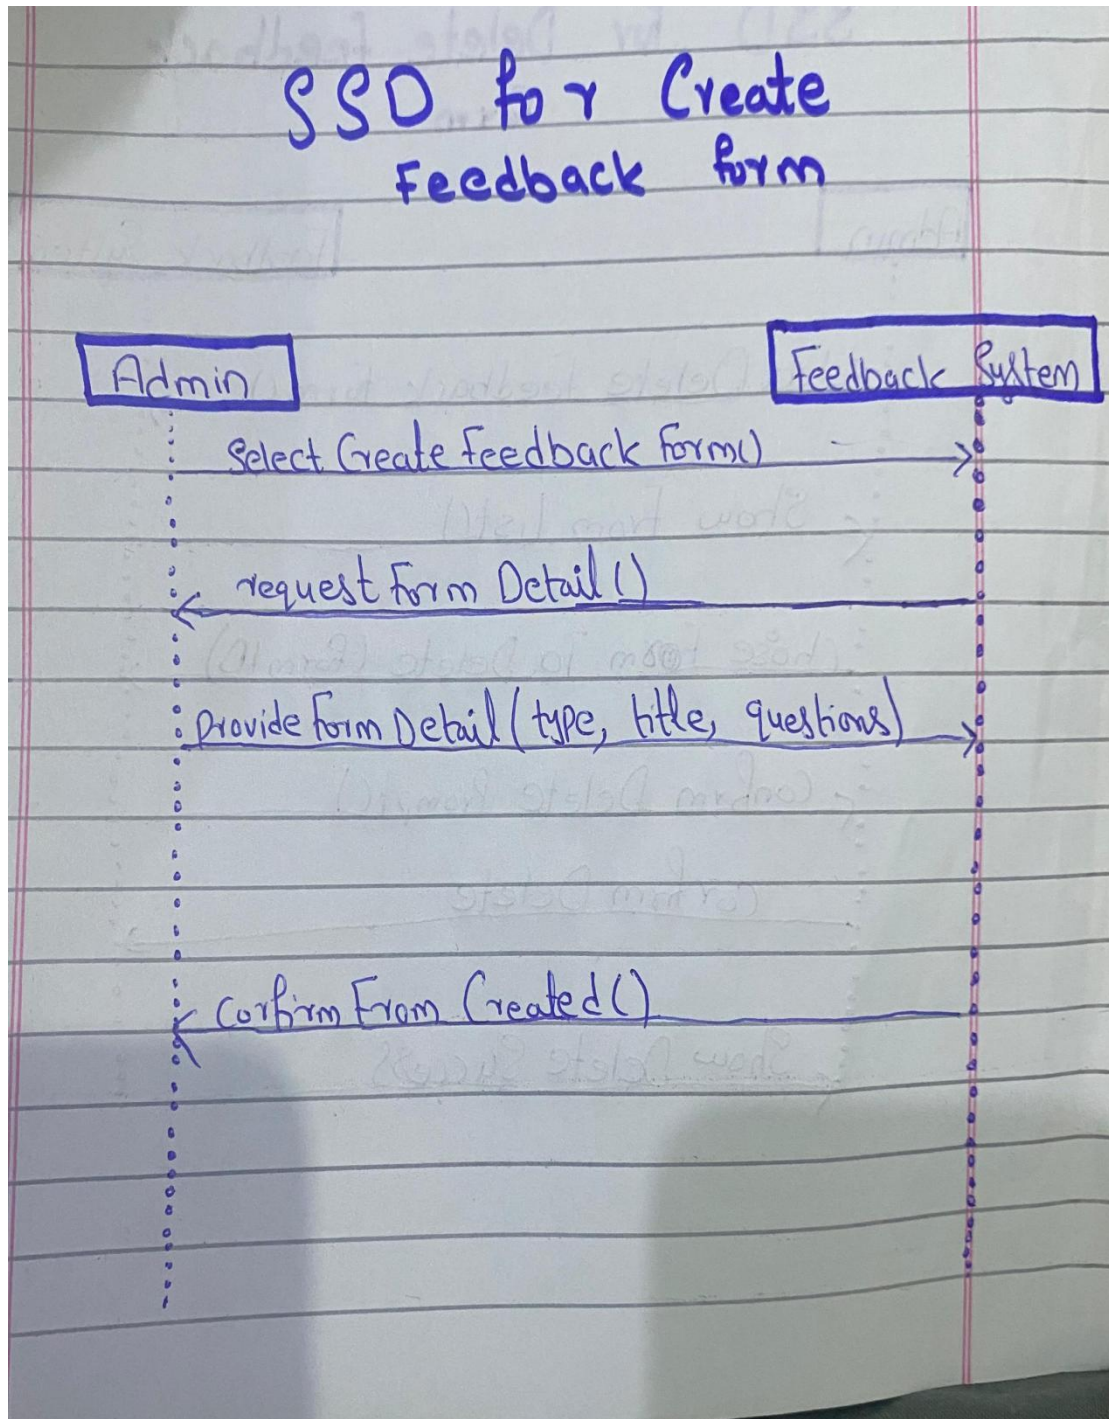 SSD for Create
Feedback form
Admin
Feedback System
Select Create Feedback Form()
request Form Detail ()
Provide Form Detail (type, title, questions)
Confirm From Created ()